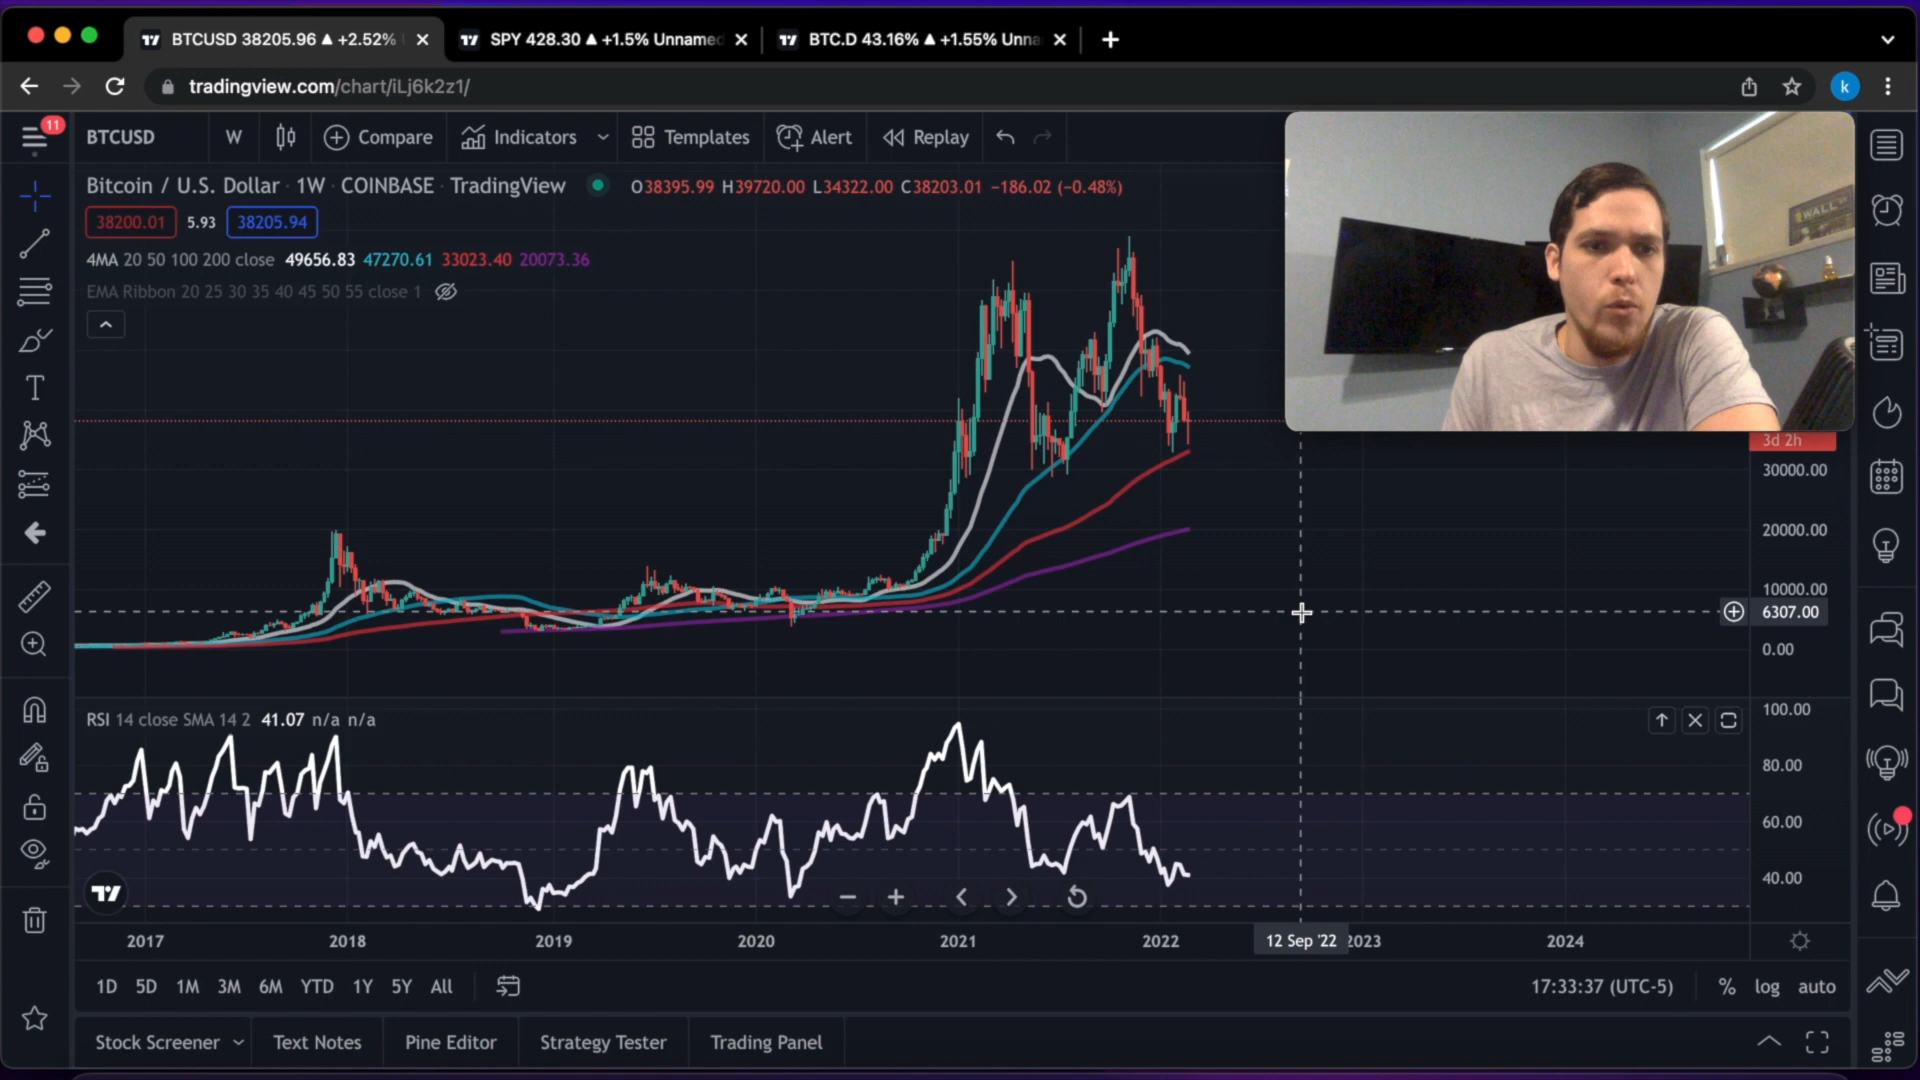 BTCUSD 38205.96 ▲ +2.52%
SPY 428.30 ▲ +1.5% Unname
BTC.D 43.16% ▲ +1.55% Unna
tradingview.com/chart/iLj6k2z1/
k
11
BTCUSD W Compare Indicators Templates Alert Replay
Bitcoin / U.S. Dollar · 1W · COINBASE · TradingView O38395.99 H39720.00 L34322.00 C38203.01 −186.02 (−0.48%)
38200.01 5.93 38205.94
4MA 20 50 100 200 close 49656.83 47270.61 33023.40 20073.36
EMA Ribbon 20 25 30 35 40 45 50 55 close 1
WALL
3d 2h
30000.00
20000.00
10000.00
6307.00
0.00
RSI 14 close SMA 14 2 41.07 n/a n/a
100.00
80.00
60.00
40.00
2017 2018 2019 2020 2021 2022 12 Sep '22 2023 2024
1D 5D 1M 3M 6M YTD 1Y 5Y All 17:33:37 (UTC-5) % log auto
Stock Screener Text Notes Pine Editor Strategy Tester Trading Panel